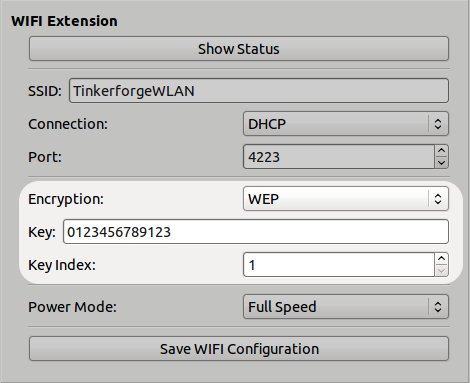 WIFI Extension
Show Status
SSID: TinkerforgeWLAN
Connection: DHCP
Port: 4223
Encryption: WEP
Key: 0123456789123
Key Index: 1
Power Mode: Full Speed
Save WIFI Configuration